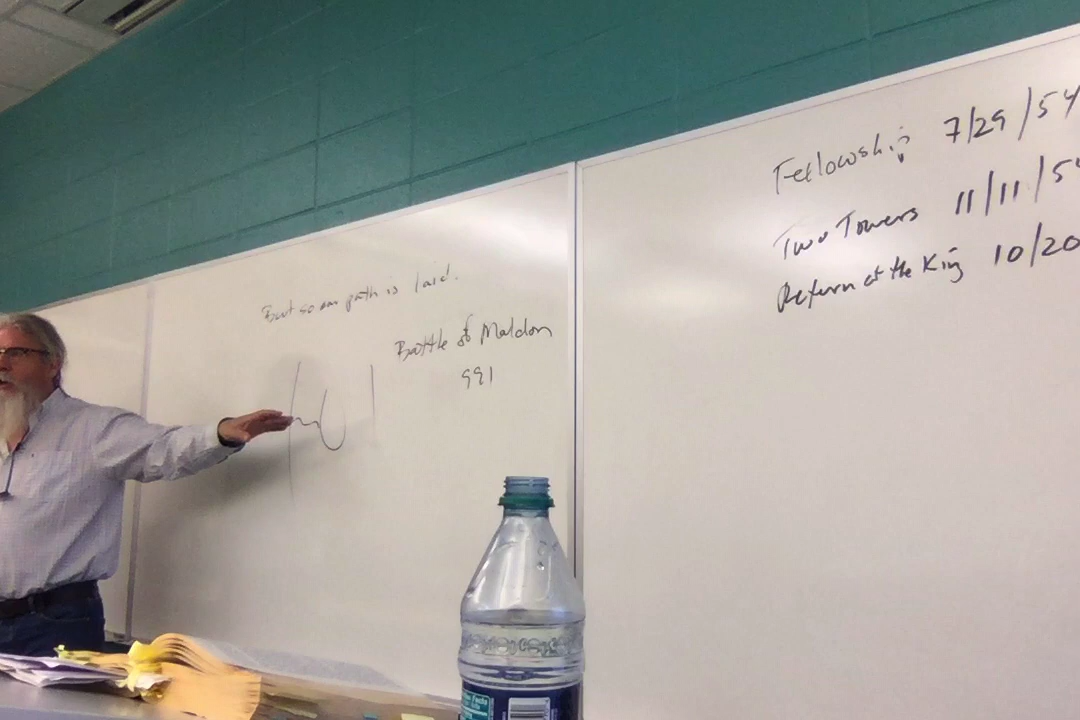 But so our path is laid.
Battle of Maldon
991
Fellowship 7/29/54
Two Towers 11/11/54
Return of the King 10/20